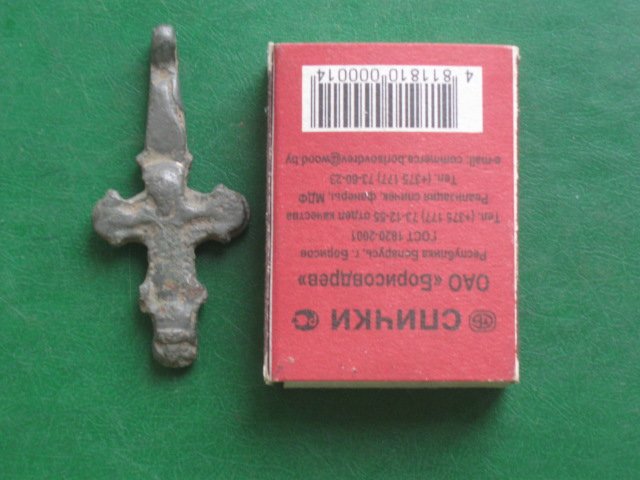 СПИЧКИ
ОАО «Борисовдрев»
Республика Беларусь, г. Борисов
ГОСТ 1820-2001
Тел. (+375 177) 73-12-55 отдел качества
Реализация спичек, фанеры, МДФ
Тел. (+375 177) 73-60-23
e-mail: commerca.borisovdrev@wood.by
4 811810 000014